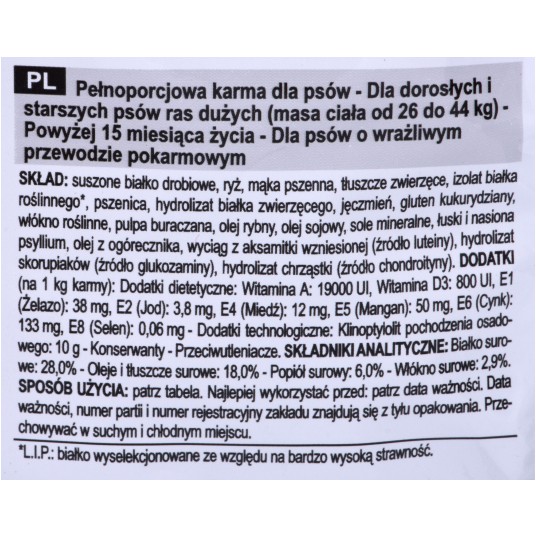 PL Pełnoporcjowa karma dla psów - Dla dorosłych i
starszych psów ras dużych (masa ciała od 26 do 44 kg) -
Powyżej 15 miesiąca życia - Dla psów o wrażliwym
przewodzie pokarmowym
SKŁAD: suszone białko drobiowe, ryż, mąka pszenna, tłuszcze zwierzęce, izolat białka
roślinnego*, pszenica, hydrolizat białka zwierzęcego, jęczmień, gluten kukurydziany,
włókno roślinne, pulpa buraczana, olej rybny, olej sojowy, sole mineralne, łuski i nasiona
psyllium, olej z ogórecznika, wyciąg z aksamitki wzniesionej (źródło luteiny), hydrolizat
skorupiaków (źródło glukozaminy), hydrolizat chrząstki (źródło chondroityny). DODATKI
(na 1 kg karmy): Dodatki dietetyczne: Witamina A: 19000 UI, Witamina D3: 800 UI, E1
(Żelazo): 38 mg, E2 (Jod): 3,8 mg, E4 (Miedź): 12 mg, E5 (Mangan): 50 mg, E6 (Cynk):
133 mg, E8 (Selen): 0,06 mg - Dodatki technologiczne: Klinoptylolit pochodzenia osado-
wego: 10 g - Konserwanty - Przeciwutleniacze. SKŁADNIKI ANALITYCZNE: Białko suro-
we: 28,0% - Oleje i tłuszcze surowe: 18,0% - Popiół surowy: 6,0% - Włókno surowe: 2,9%.
SPOSÓB UŻYCIA: patrz tabela. Najlepiej wykorzystać przed: patrz data ważności. Data
ważności, numer partii i numer rejestracyjny zakładu znajdują się z tyłu opakowania. Prze-
chowywać w suchym i chłodnym miejscu.
*L.I.P.: białko wyselekcjonowane ze względu na bardzo wysoką strawność.